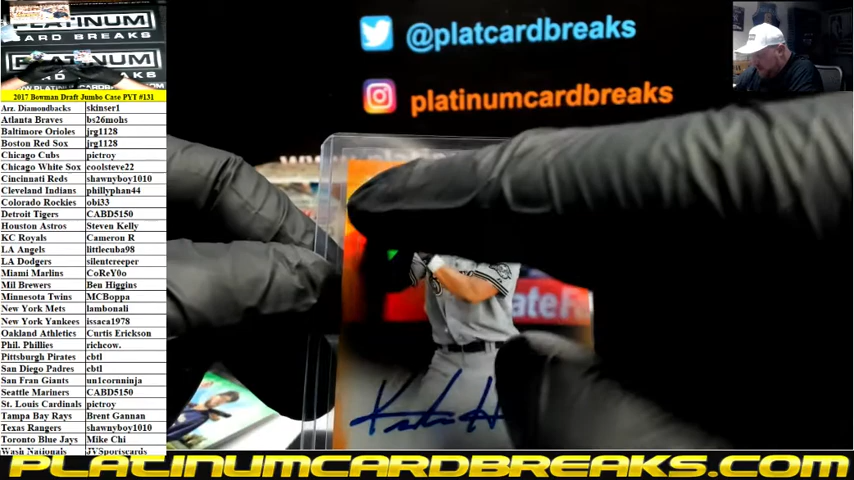 PLATINUM
CARD BREAKS
PLATINUM
2017 Bowman Draft Jumbo Case PYT #131
Arz. Diamondbacks skinser1
Atlanta Braves bs26mohs
Baltimore Orioles jrg1128
Boston Red Sox jrg1128
Chicago Cubs pictroy
Chicago White Sox coolsteve22
Cincinnati Reds shawnyboy1010
Cleveland Indians phillyphan44
Colorado Rockies obi33
Detroit Tigers CABD5150
Houston Astros Steven Kelly
KC Royals Cameron R
LA Angels littlecuba98
LA Dodgers silentcreeper
Miami Marlins CoReY0o
Mil Brewers Ben Higgins
Minnesota Twins MCBoppa
New York Mets lambonali
New York Yankees issaca1978
Oakland Athletics Curtis Erickson
Phil. Phillies richcow.
Pittsburgh Pirates cbtl
San Diego Padres cbtl
San Fran Giants un1cornninja
Seattle Mariners CABD5150
St. Louis Cardinals pictroy
Tampa Bay Rays Brent Gannan
Texas Rangers shawnyboy1010
Toronto Blue Jays Mike Chi
Wash Nationals JVSportscards
@platcardbreaks
platinumcardbreaks
ateFa
PLATINUMCARDBREAKS.COM